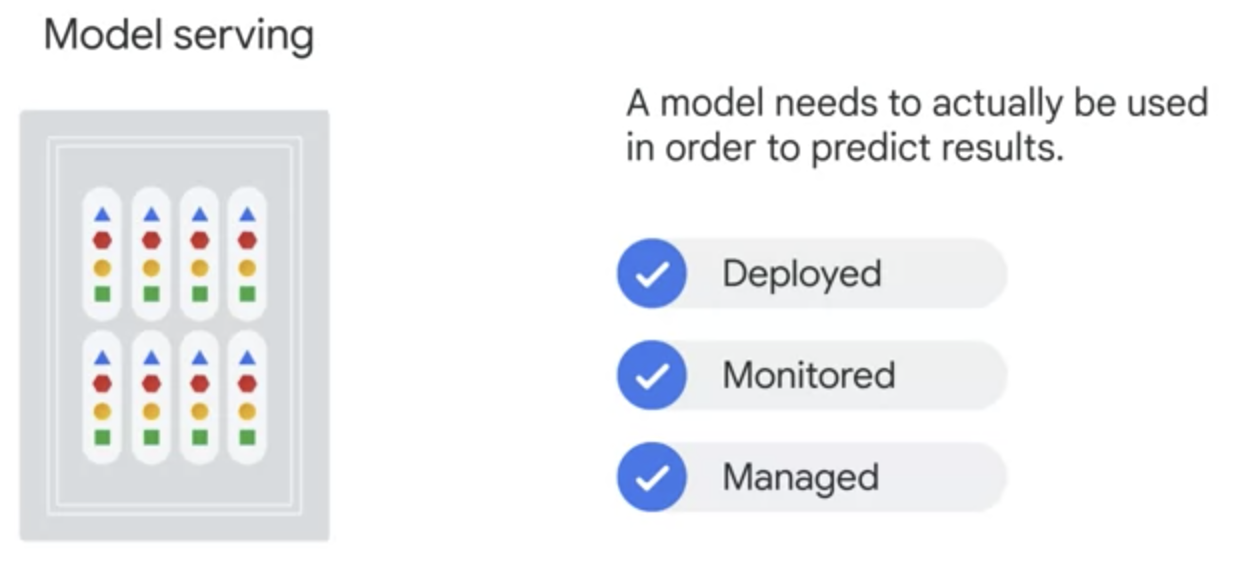 Model serving
A model needs to actually be used
in order to predict results.
Deployed
Monitored
Managed